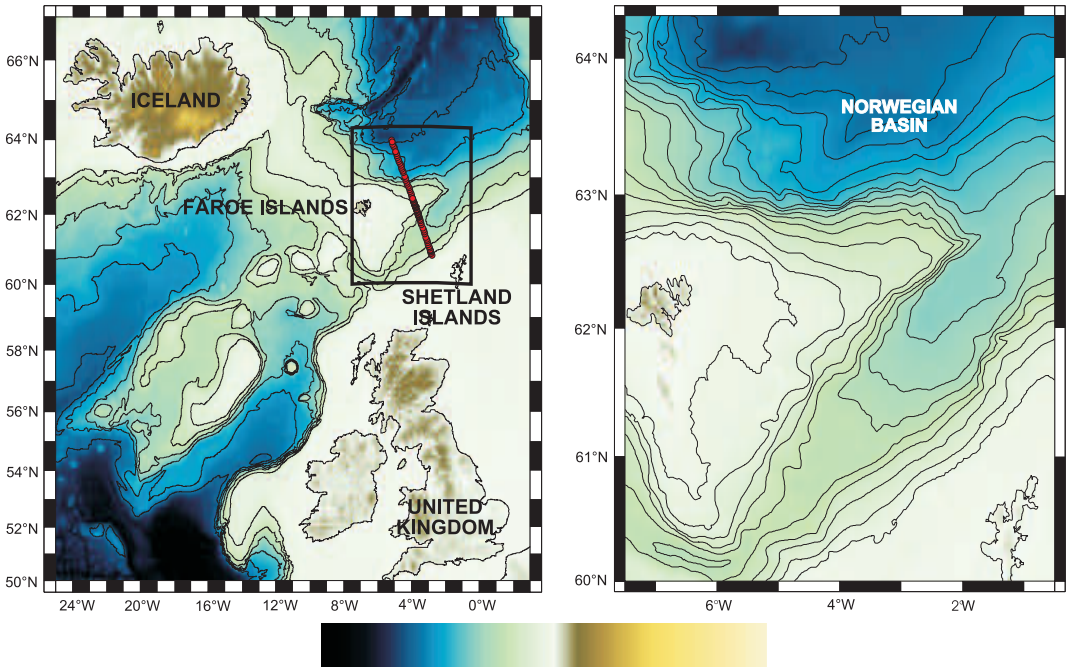 66°N
64°N
62°N
60°N
58°N
56°N
54°N
52°N
50°N
24°W
20°W
16°W
12°W
8°W
4°W
0°W
ICELAND
FAROE ISLANDS
SHETLAND
ISLANDS
UNITED
KINGDOM
64°N
63°N
62°N
61°N
60°N
6°W
4°W
2°W
NORWEGIAN
BASIN